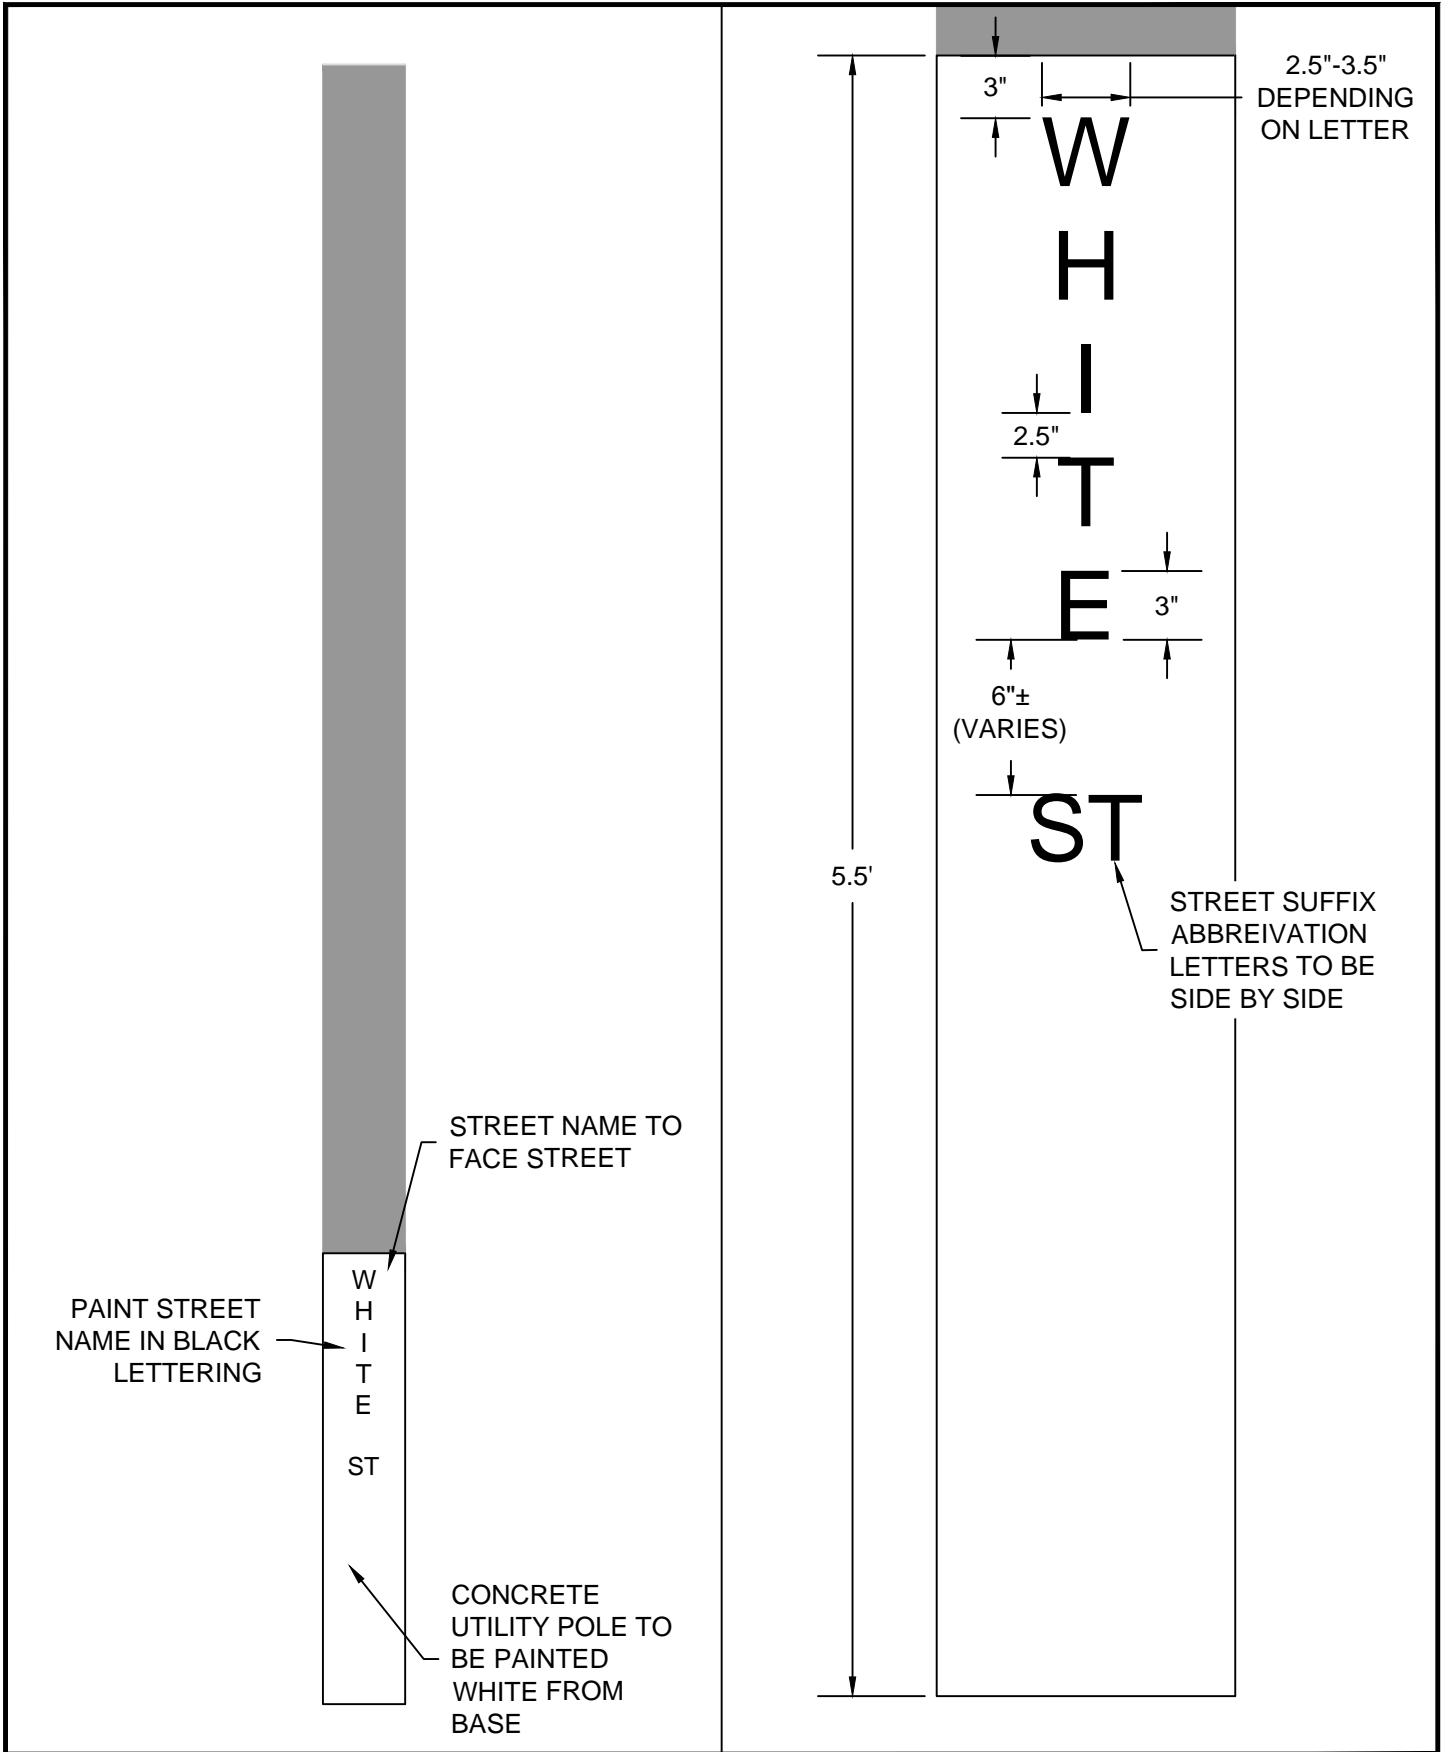 STREET NAME TO
FACE STREET
W
H
I
T
E
ST
PAINT STREET
NAME IN BLACK
LETTERING
CONCRETE
UTILITY POLE TO
BE PAINTED
WHITE FROM
BASE
3"
2.5"-3.5"
DEPENDING
ON LETTER
W
H
I
2.5"
T
E
3"
6"±
(VARIES)
ST
5.5'
STREET SUFFIX
ABBREIVATION
LETTERS TO BE
SIDE BY SIDE